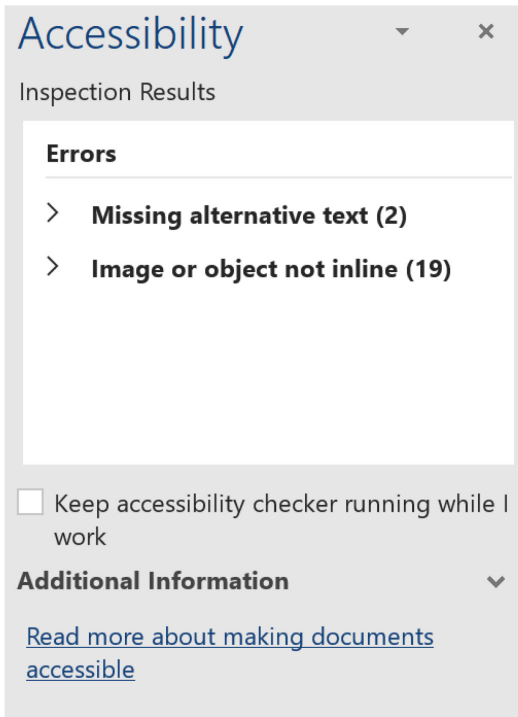 Accessibility
Inspection Results
Errors
Missing alternative text (2)
Image or object not inline (19)
Keep accessibility checker running while I
work
Additional Information
Read more about making documents
accessible